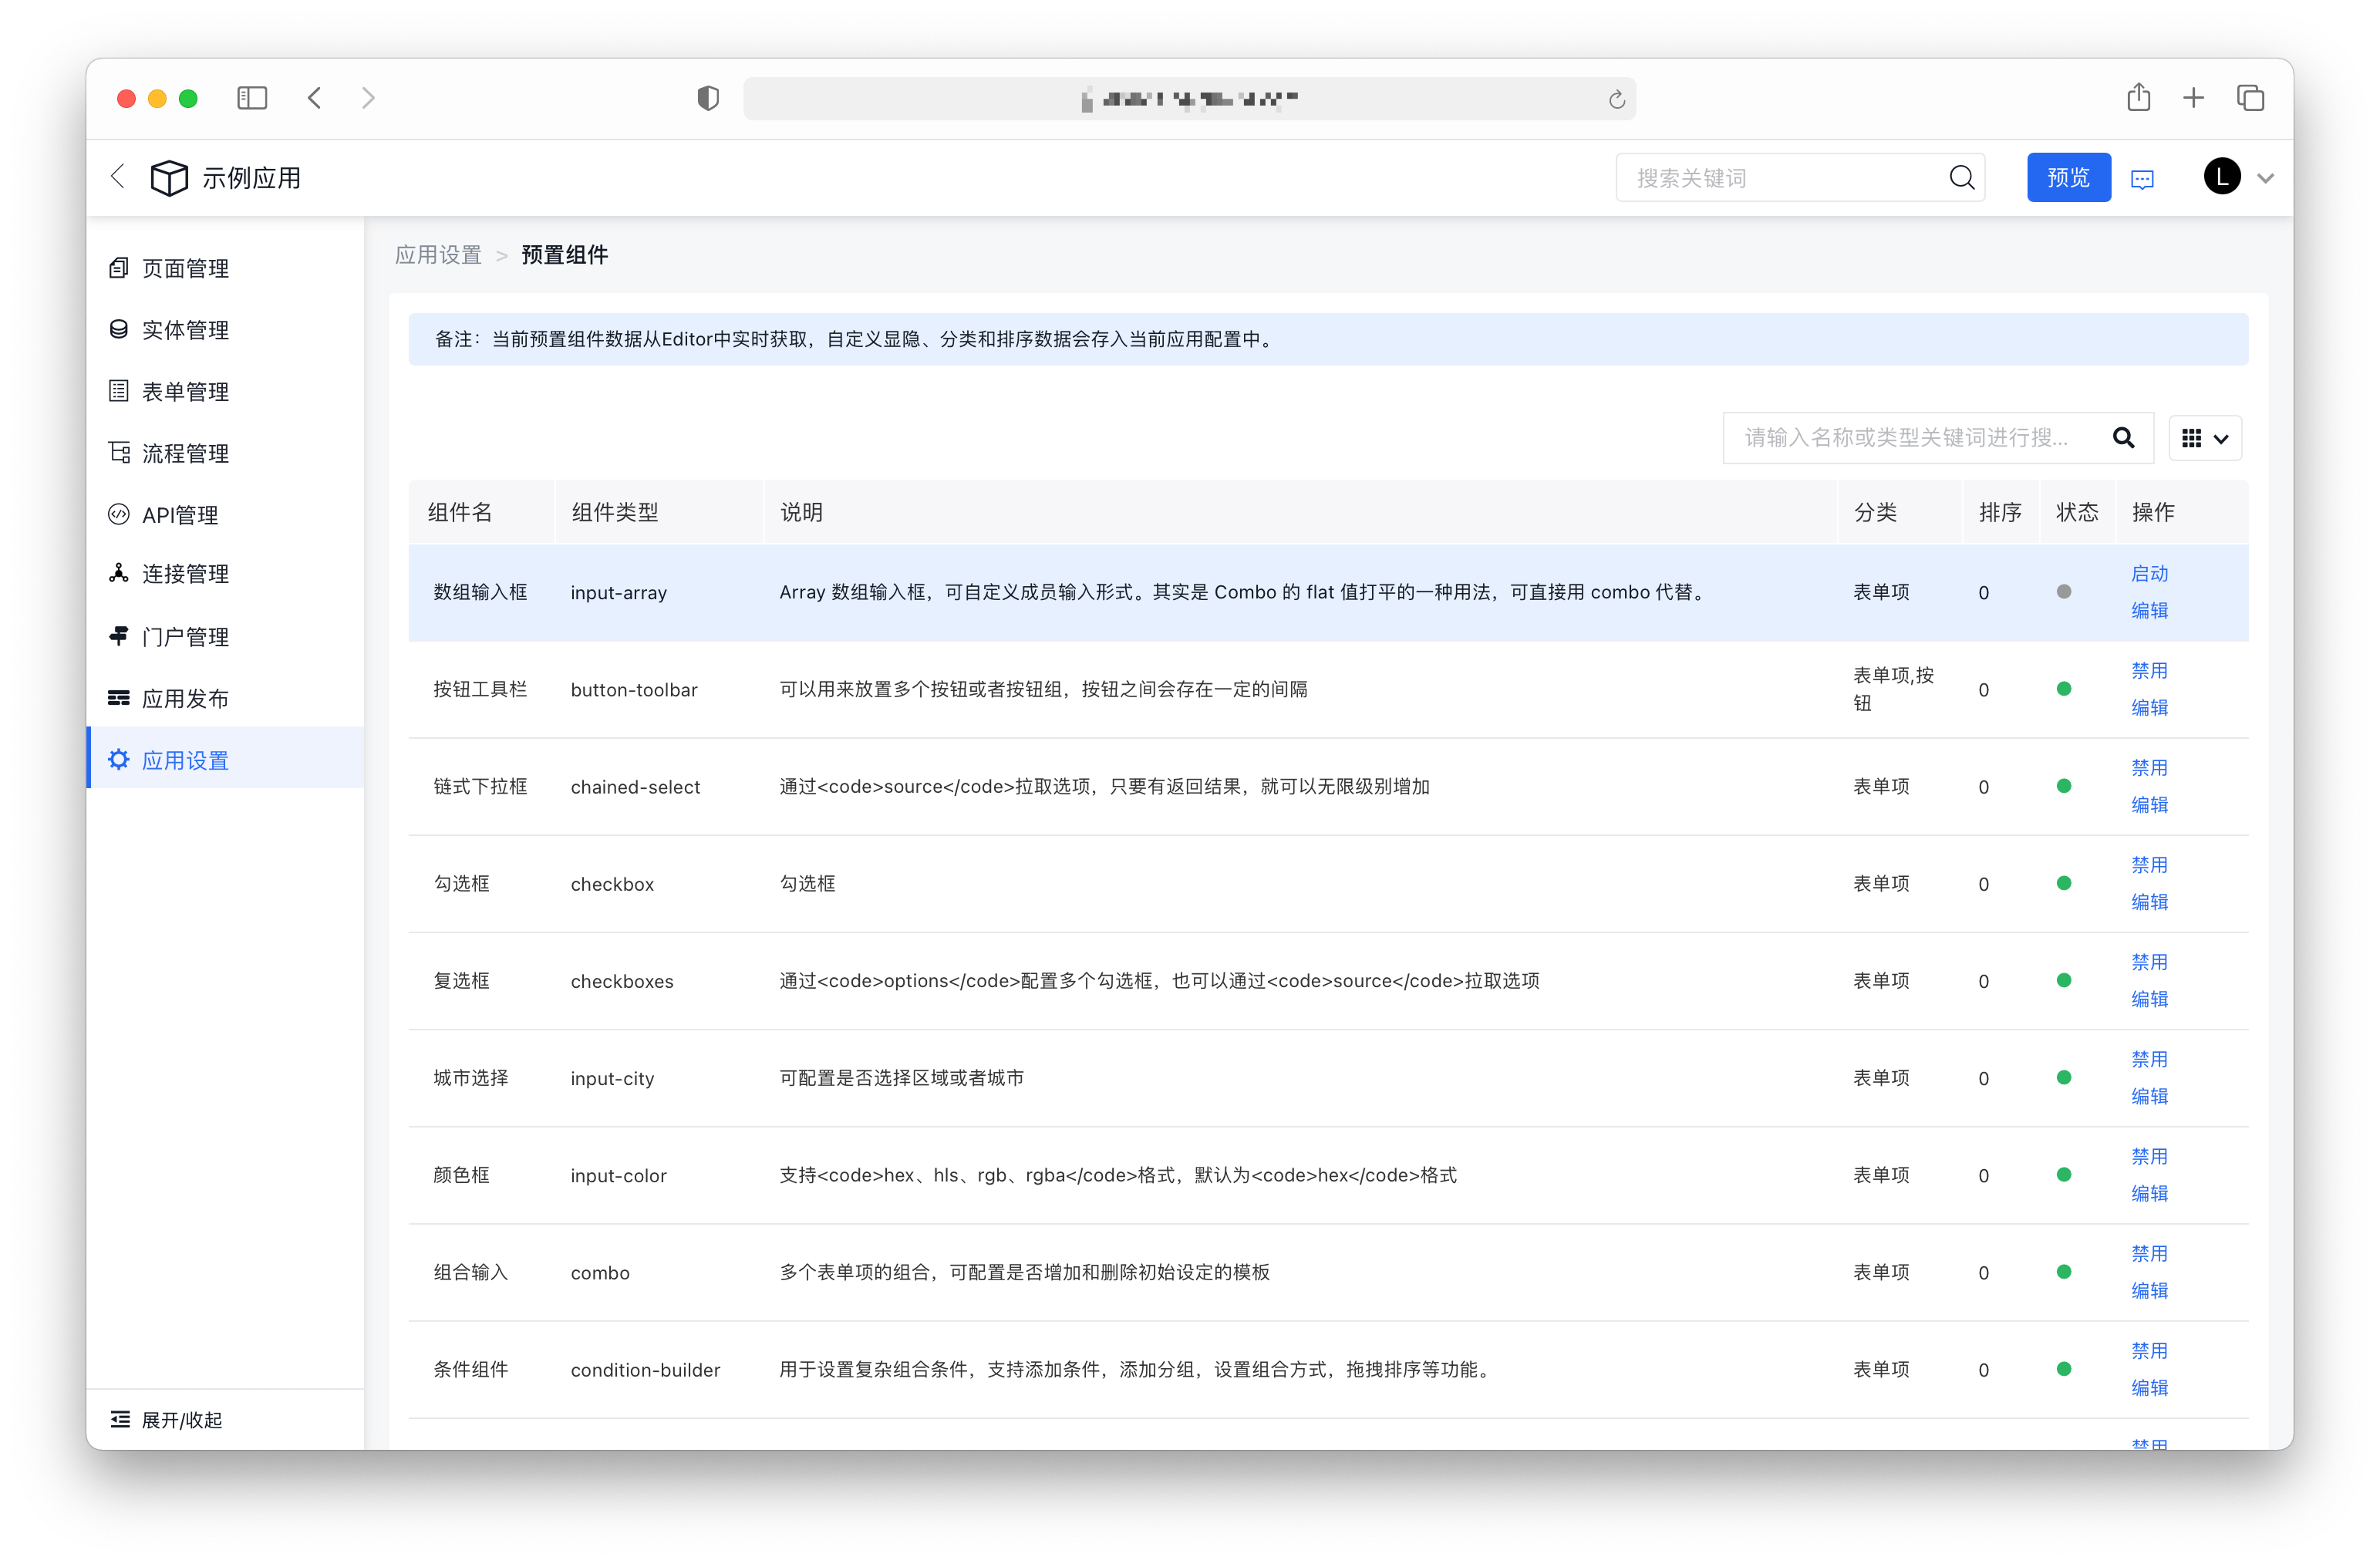 示例应用
搜索关键词
预览
L
页面管理
实体管理
表单管理
流程管理
API管理
连接管理
门户管理
应用发布
应用设置
展开/收起
应用设置 > 预置组件
备注：当前预置组件数据从Editor中实时获取，自定义显隐、分类和排序数据会存入当前应用配置中。
请输入名称或类型关键词进行搜...
组件名 组件类型 说明 分类 排序 状态 操作
数组输入框 input-array Array 数组输入框，可自定义成员输入形式。其实是 Combo 的 flat 值打平的一种用法，可直接用 combo 代替。 表单项 0 启动
编辑
按钮工具栏 button-toolbar 可以用来放置多个按钮或者按钮组，按钮之间会存在一定的间隔 表单项,按 0 禁用
钮 编辑
链式下拉框 chained-select 通过<code>source</code>拉取选项，只要有返回结果，就可以无限级别增加 表单项 0 禁用
编辑
勾选框 checkbox 勾选框 表单项 0 禁用
编辑
复选框 checkboxes 通过<code>options</code>配置多个勾选框，也可以通过<code>source</code>拉取选项 表单项 0 禁用
编辑
城市选择 input-city 可配置是否选择区域或者城市 表单项 0 禁用
编辑
颜色框 input-color 支持<code>hex、hls、rgb、rgba</code>格式，默认为<code>hex</code>格式 表单项 0 禁用
编辑
组合输入 combo 多个表单项的组合，可配置是否增加和删除初始设定的模板 表单项 0 禁用
编辑
条件组件 condition-builder 用于设置复杂组合条件，支持添加条件，添加分组，设置组合方式，拖拽排序等功能。 表单项 0 禁用
编辑
禁用